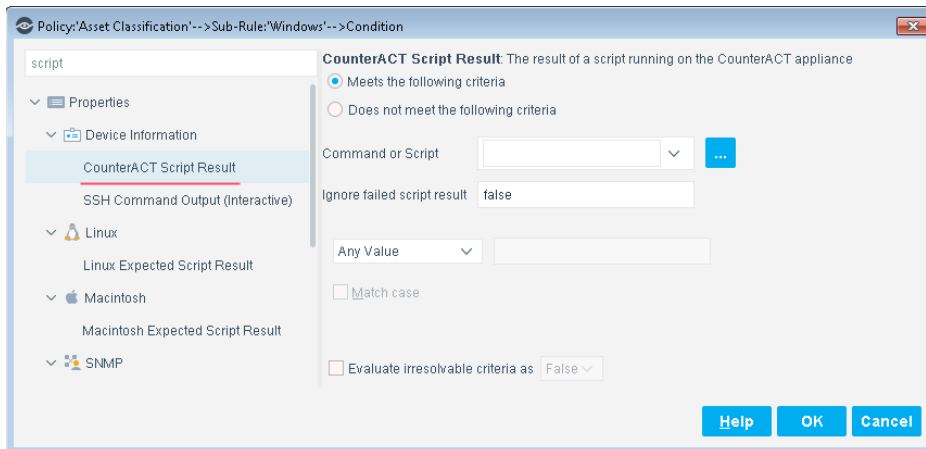 Policy:'Asset Classification'-->Sub-Rule:'Windows'-->Condition
script
Properties
Device Information
CounterACT Script Result
SSH Command Output (Interactive)
Linux
Linux Expected Script Result
Macintosh
Macintosh Expected Script Result
SNMP
CounterACT Script Result: The result of a script running on the CounterACT appliance
Meets the following criteria
Does not meet the following criteria
Command or Script
...
Ignore failed script result false
Any Value
Match case
Evaluate irresolvable criteria as False
Help OK Cancel